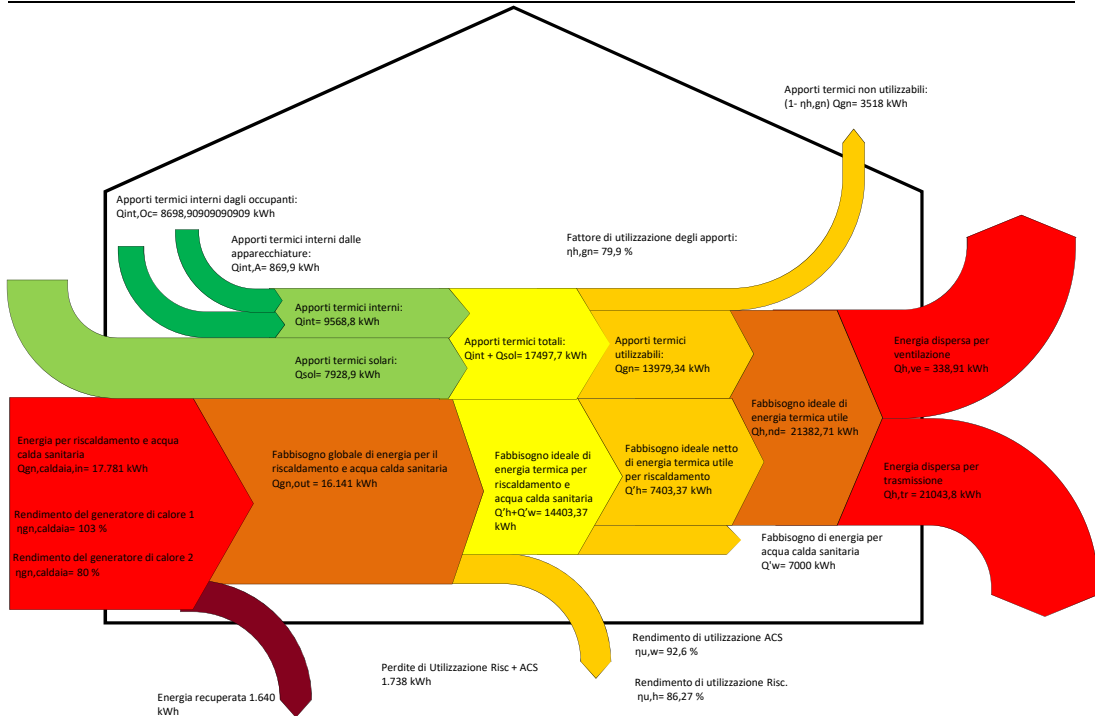 Apporti termici non utilizzabili:
(1- ηh,gn) Qgn= 3518 kWh
Apporti termici interni dagli occupanti:
Qint,Oc= 8698,90909090909 kWh
Apporti termici interni dalle
apparecchiature:
Qint,A= 869,9 kWh
Fattore di utilizzazione degli apporti:
ηh,gn= 79,9 %
Apporti termici interni:
Qint= 9568,8 kWh
Apporti termici totali:
Qint + Qsol= 17497,7 kWh
Apporti termici
utilizzabili:
Qgn= 13979,34 kWh
Energia dispersa per
ventilazione
Qh,ve = 338,91 kWh
Apporti termici solari:
Qsol= 7928,9 kWh
Fabbisogno ideale di
energia termica utile
Qh,nd= 21382,71 kWh
Energia per riscaldamento e acqua
calda sanitaria
Qgn,caldaia,in= 17.781 kWh
Rendimento del generatore di calore 1
ηgn,caldaia= 103 %
Rendimento del generatore di calore 2
ηgn,caldaia= 80 %
Fabbisogno globale di energia per il
riscaldamento e acqua calda sanitaria
Qgn,out = 16.141 kWh
Fabbisogno ideale di
energia termica per
riscaldamento e
acqua calda sanitaria
Q'h+Q'w= 14403,37
kWh
Fabbisogno ideale netto
di energia termica utile
per riscaldamento
Q'h= 7403,37 kWh
Energia dispersa per
trasmissione
Qh,tr = 21043,8 kWh
Fabbisogno di energia per
acqua calda sanitaria
Q'w= 7000 kWh
Rendimento di utilizzazione ACS
ηu,w= 92,6 %
Perdite di Utilizzazione Risc + ACS
1.738 kWh
Rendimento di utilizzazione Risc.
ηu,h= 86,27 %
Energia recuperata 1.640
kWh